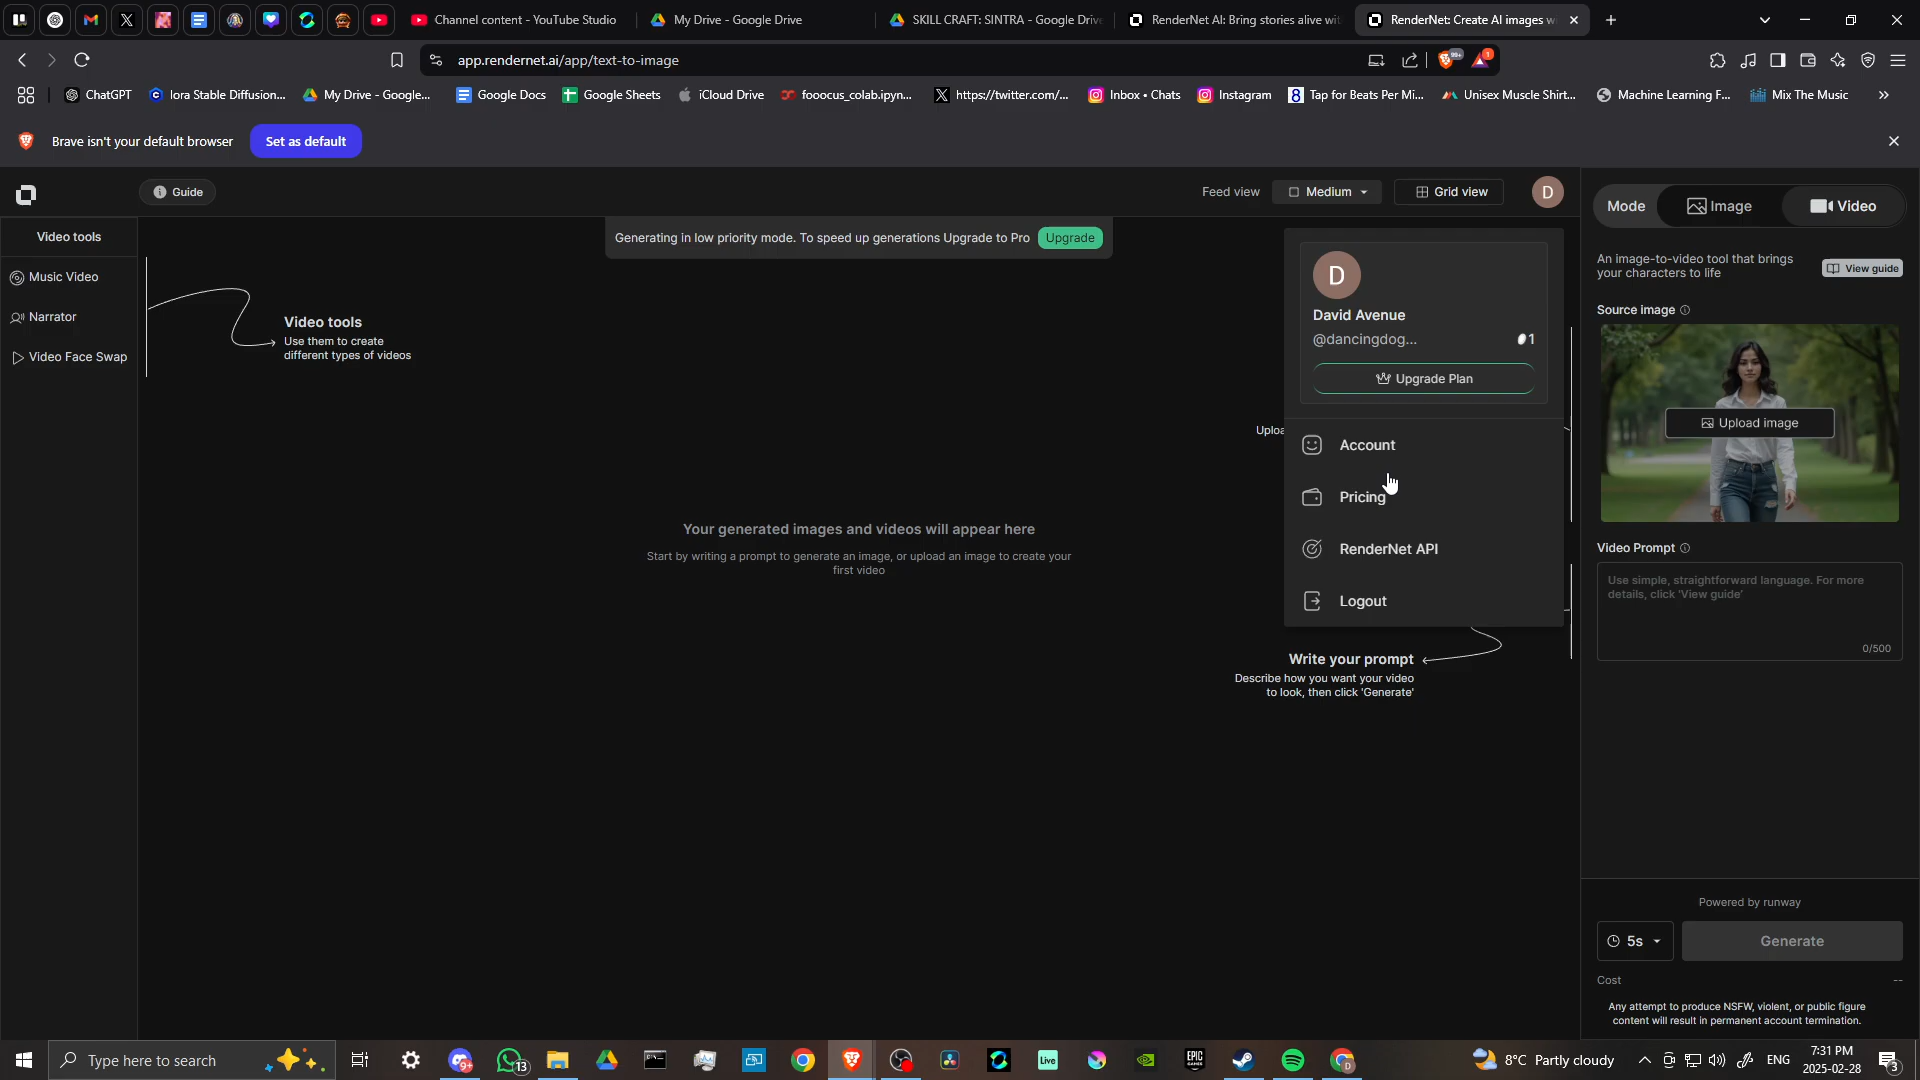 Channel content - YouTube Studio
My Drive - Google Drive
SKILL CRAFT: SINTRA - Google Drive
RenderNet AI: Bring stories alive wit
RenderNet: Create AI images w
app.rendernet.ai/app/text-to-image
99+
1
ChatGPT
lora Stable Diffusion...
My Drive - Google...
Google Docs
Google Sheets
iCloud Drive
fooocus_colab.ipyn...
https://twitter.com/...
Inbox • Chats
Instagram
Tap for Beats Per Mi...
Unisex Muscle Shirt...
Machine Learning F...
Mix The Music
Brave isn't your default browser
Set as default
Guide
Feed view
Medium
Grid view
D
Mode
Image
Video
Video tools
Music Video
Narrator
Video Face Swap
Generating in low priority mode. To speed up generations Upgrade to Pro
Upgrade
Video tools
Use them to create
different types of videos
Your generated images and videos will appear here
Start by writing a prompt to generate an image, or upload an image to create your
first video
D
David Avenue
@dancingdog...
1
Upgrade Plan
Uploa
Account
Pricing
RenderNet API
Logout
Write your prompt
Describe how you want your video
to look, then click 'Generate'
An image-to-video tool that brings
your characters to life
View guide
Source image
Upload image
Video Prompt
Use simple, straightforward language. For more
details, click 'View guide'
0/500
Powered by runway
5s
Generate
Cost
--
Any attempt to produce NSFW, violent, or public figure
content will result in permanent account termination.
Type here to search
9+
13
Live
EPIC
GAMES
8°C Partly cloudy
ENG
7:31 PM
2025-02-28
3